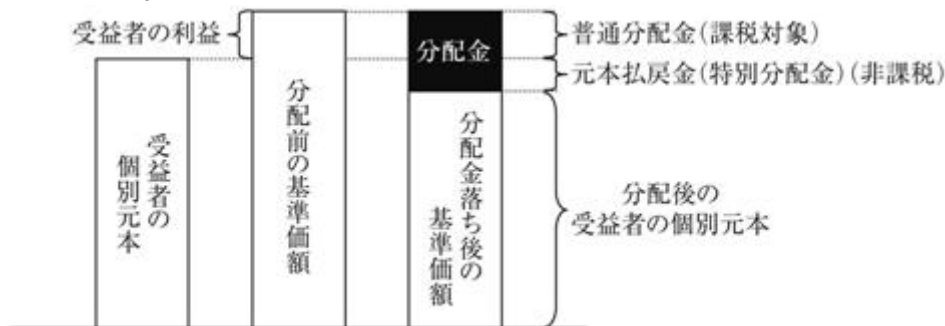 受益者の利益
分配金
普通分配金(課税対象)
元本払戻金(特別分配金)(非課税)
受益者の
個別元本
分配前の基準価額
分配金落ち後の
基準価額
分配後の
受益者の個別元本